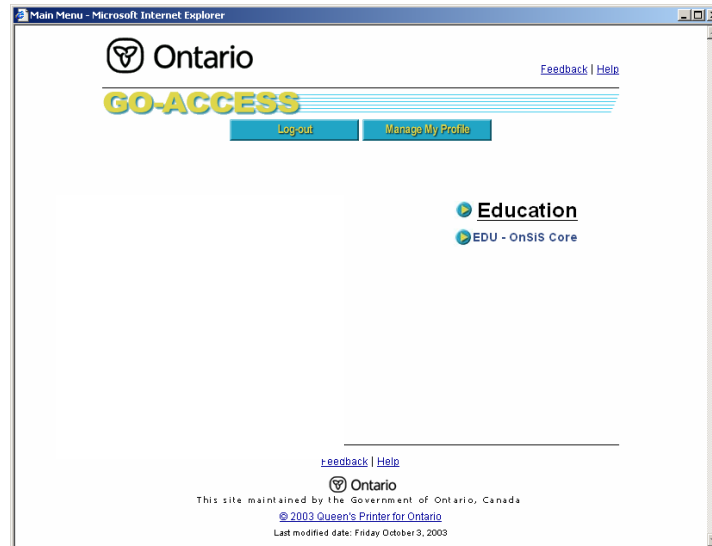 Main Menu - Microsoft Internet Explorer
Ontario
Feedback | Help
GO-ACCESS
Log-out Manage My Profile
Education
EDU - OnSiS Core
Feedback | Help
Ontario
This site maintained by the Government of Ontario, Canada
© 2003 Queen's Printer for Ontario
Last modified date: Friday October 3, 2003